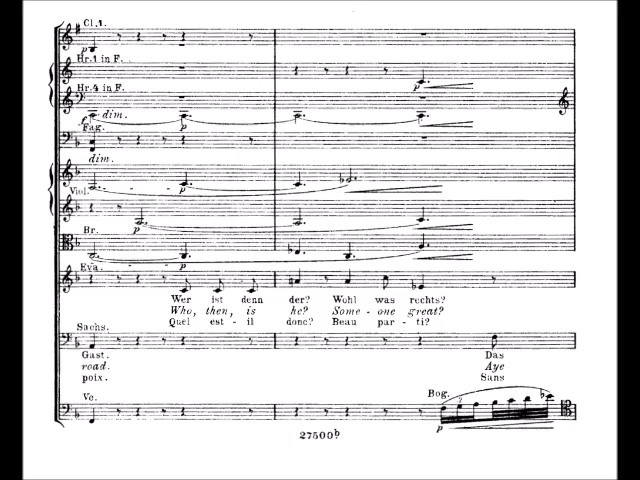 Cl.1.
p
Hr.1 in F.
p
Hr.4 in F.
f dim.
p
Fag.
dim.
Viol.
p
p
Br.
p
Eva.
Wer ist denn der? Wohl was rechts?
Who, then, is he? Some-one great?
Quel est-il donc? Beau par-ti?
Sachs.
Gast. Das
road. Aye
poix. Sans
Vc. Bog.
3
p
27500b